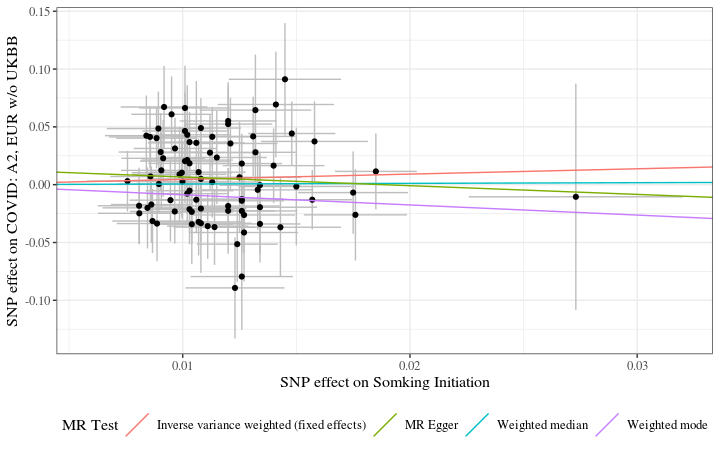 SNP effect on COVID: A2, EUR w/o UKBB
0.15
0.10
0.05
0.00
-0.05
-0.10
0.01
0.02
0.03
SNP effect on Somking Initiation
MR Test
Inverse variance weighted (fixed effects)
MR Egger
Weighted median
Weighted mode